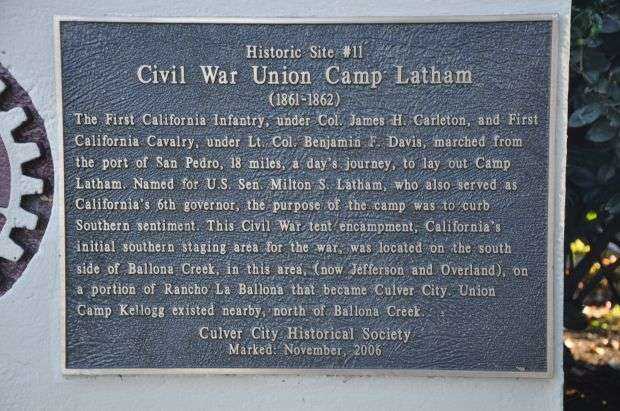 Historic Site #11
Civil War Union Camp Latham
(1861-1862)
The First California Infantry, under Col. James H. Carleton, and First
California Cavalry, under Lt. Col. Benjamin F. Davis, marched from
the port of San Pedro, 18 miles, a day's journey, to lay out Camp
Latham. Named for U.S. Sen. Milton S. Latham, who also served as
California's 6th governor, the purpose of the camp was to curb
Southern sentiment. This Civil War tent encampment, California's
initial southern staging area for the war, was located on the south
side of Ballona Creek, in this area, (now Jefferson and Overland), on
a portion of Rancho La Ballona that became Culver City. Union
Camp Kellogg existed nearby, north of Ballona Creek.
Culver City Historical Society
Marked: November, 2006